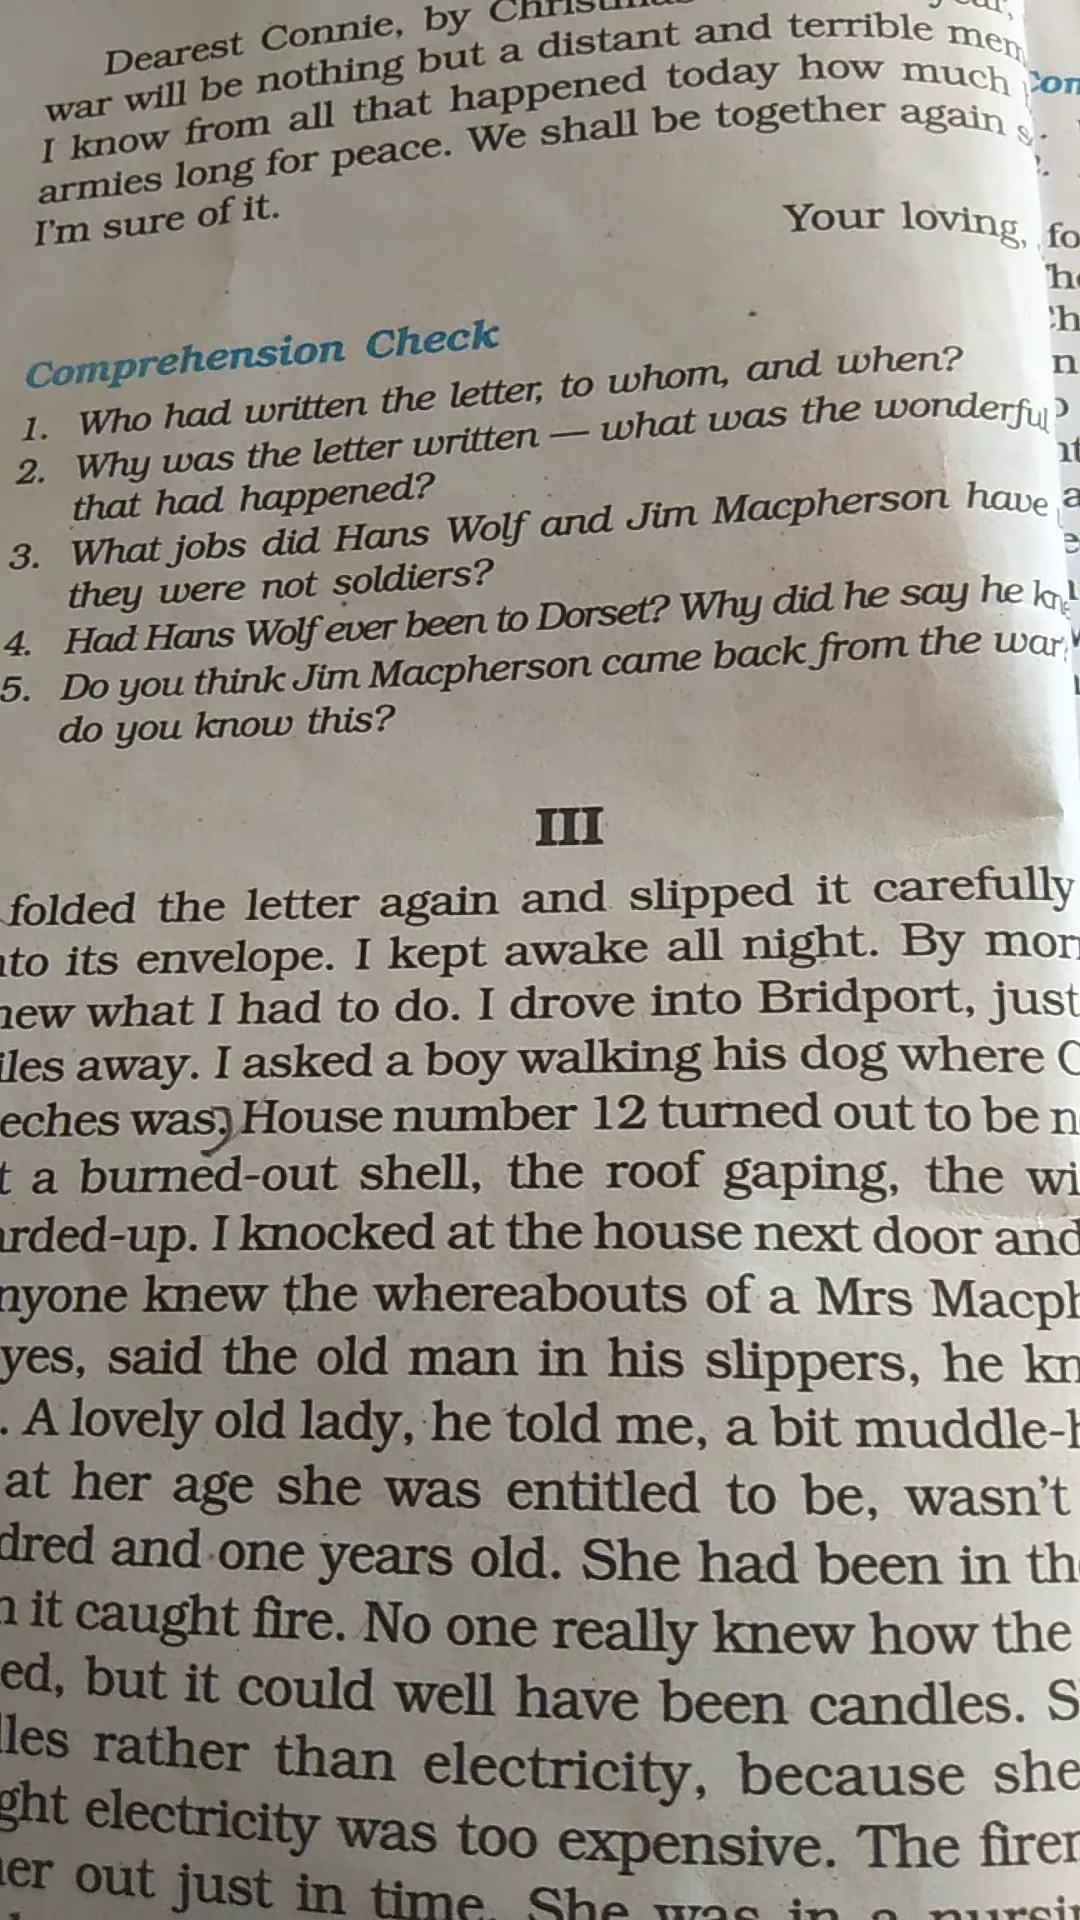 Dearest Connie, by
war will be nothing but a distant and terrible mem
I know from all that happened today how much
armies long for peace. We shall be together again s
I'm sure of it.
Your loving,
Comprehension Check
1. Who had written the letter, to whom, and when?
2. Why was the letter written — what was the wonderful
that had happened?
3. What jobs did Hans Wolf and Jim Macpherson have
they were not soldiers?
4. Had Hans Wolf ever been to Dorset? Why did he say he kn
5. Do you think Jim Macpherson came back from the war
do you know this?
III
folded the letter again and slipped it carefully
nto its envelope. I kept awake all night. By mor
new what I had to do. I drove into Bridport, just
iles away. I asked a boy walking his dog where
eches was. House number 12 turned out to be n
t a burned-out shell, the roof gaping, the wi
arded-up. I knocked at the house next door and
nyone knew the whereabouts of a Mrs Macph
yes, said the old man in his slippers, he kn
. A lovely old lady, he told me, a bit muddle-h
at her age she was entitled to be, wasn't
dred and one years old. She had been in th
n it caught fire. No one really knew how the
ed, but it could well have been candles. S
lles rather than electricity, because she
ght electricity was too expensive. The firem
er out just in time. She was in a nursin